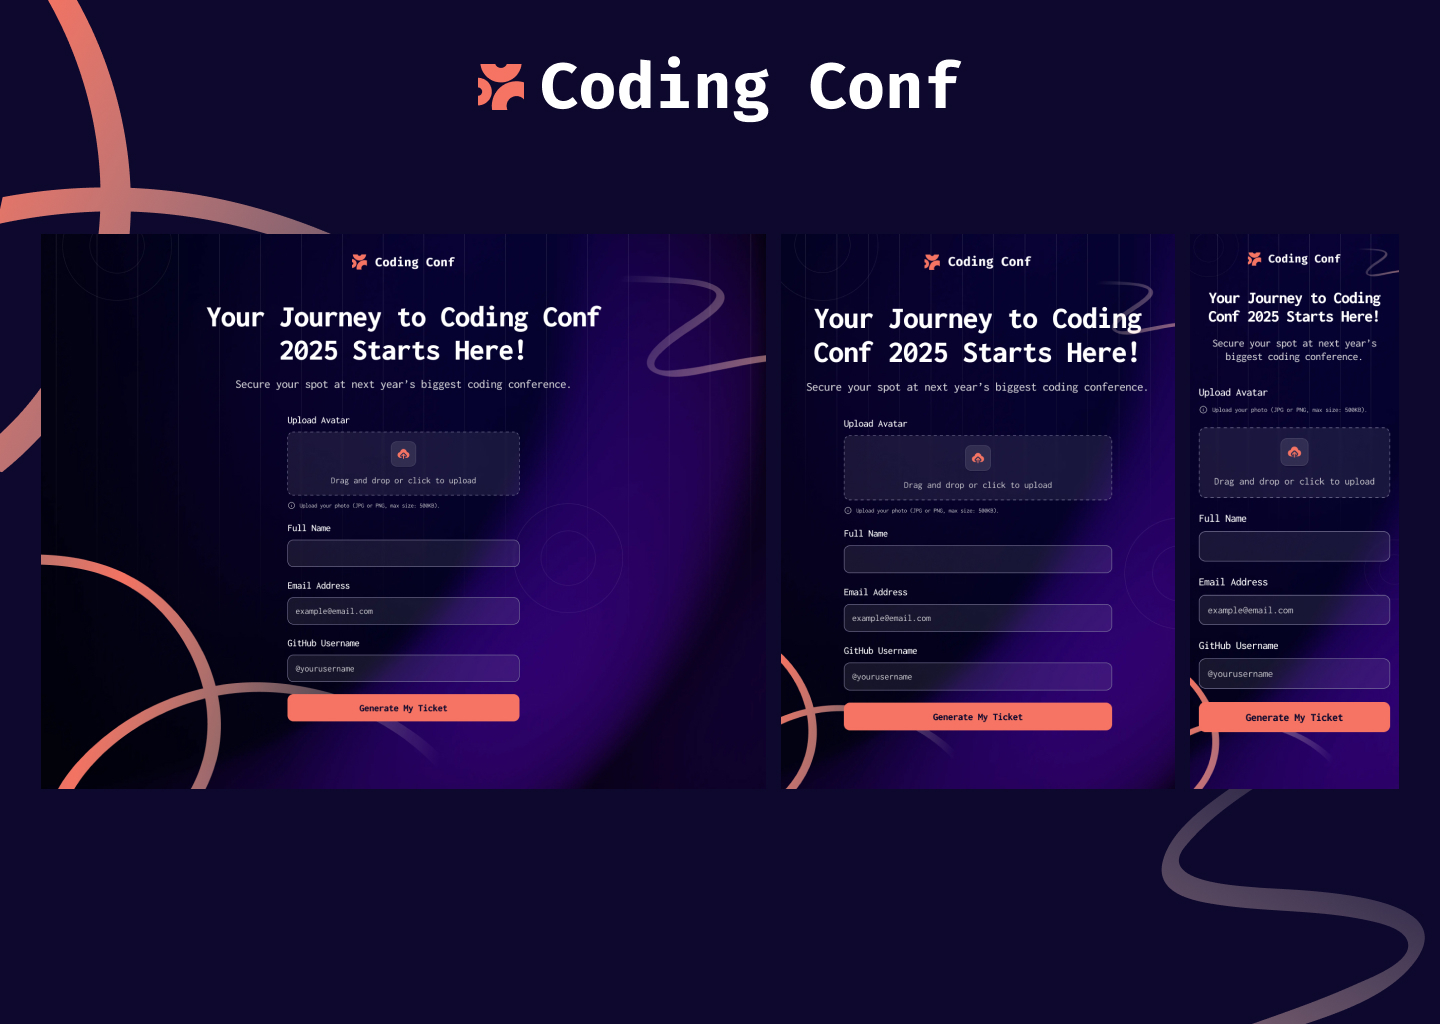 Coding Conf
Coding Conf
Your Journey to Coding Conf
2025 Starts Here!
Secure your spot at next year’s biggest coding conference.
Upload Avatar
Drag and drop or click to upload
Upload your photo (JPG or PNG, max size: 500KB).
Full Name
Email Address
example@email.com
GitHub Username
@yourusername
Generate My Ticket
Coding Conf
Your Journey to Coding
Conf 2025 Starts Here!
Secure your spot at next year’s biggest coding conference.
Upload Avatar
Drag and drop or click to upload
Upload your photo (JPG or PNG, max size: 500KB).
Full Name
Email Address
example@email.com
GitHub Username
@yourusername
Generate My Ticket
Coding Conf
Your Journey to Coding
Conf 2025 Starts Here!
Secure your spot at next year’s
biggest coding conference.
Upload Avatar
Upload your photo (JPG or PNG, max size: 500KB).
Drag and drop or click to upload
Full Name
Email Address
example@email.com
GitHub Username
@yourusername
Generate My Ticket